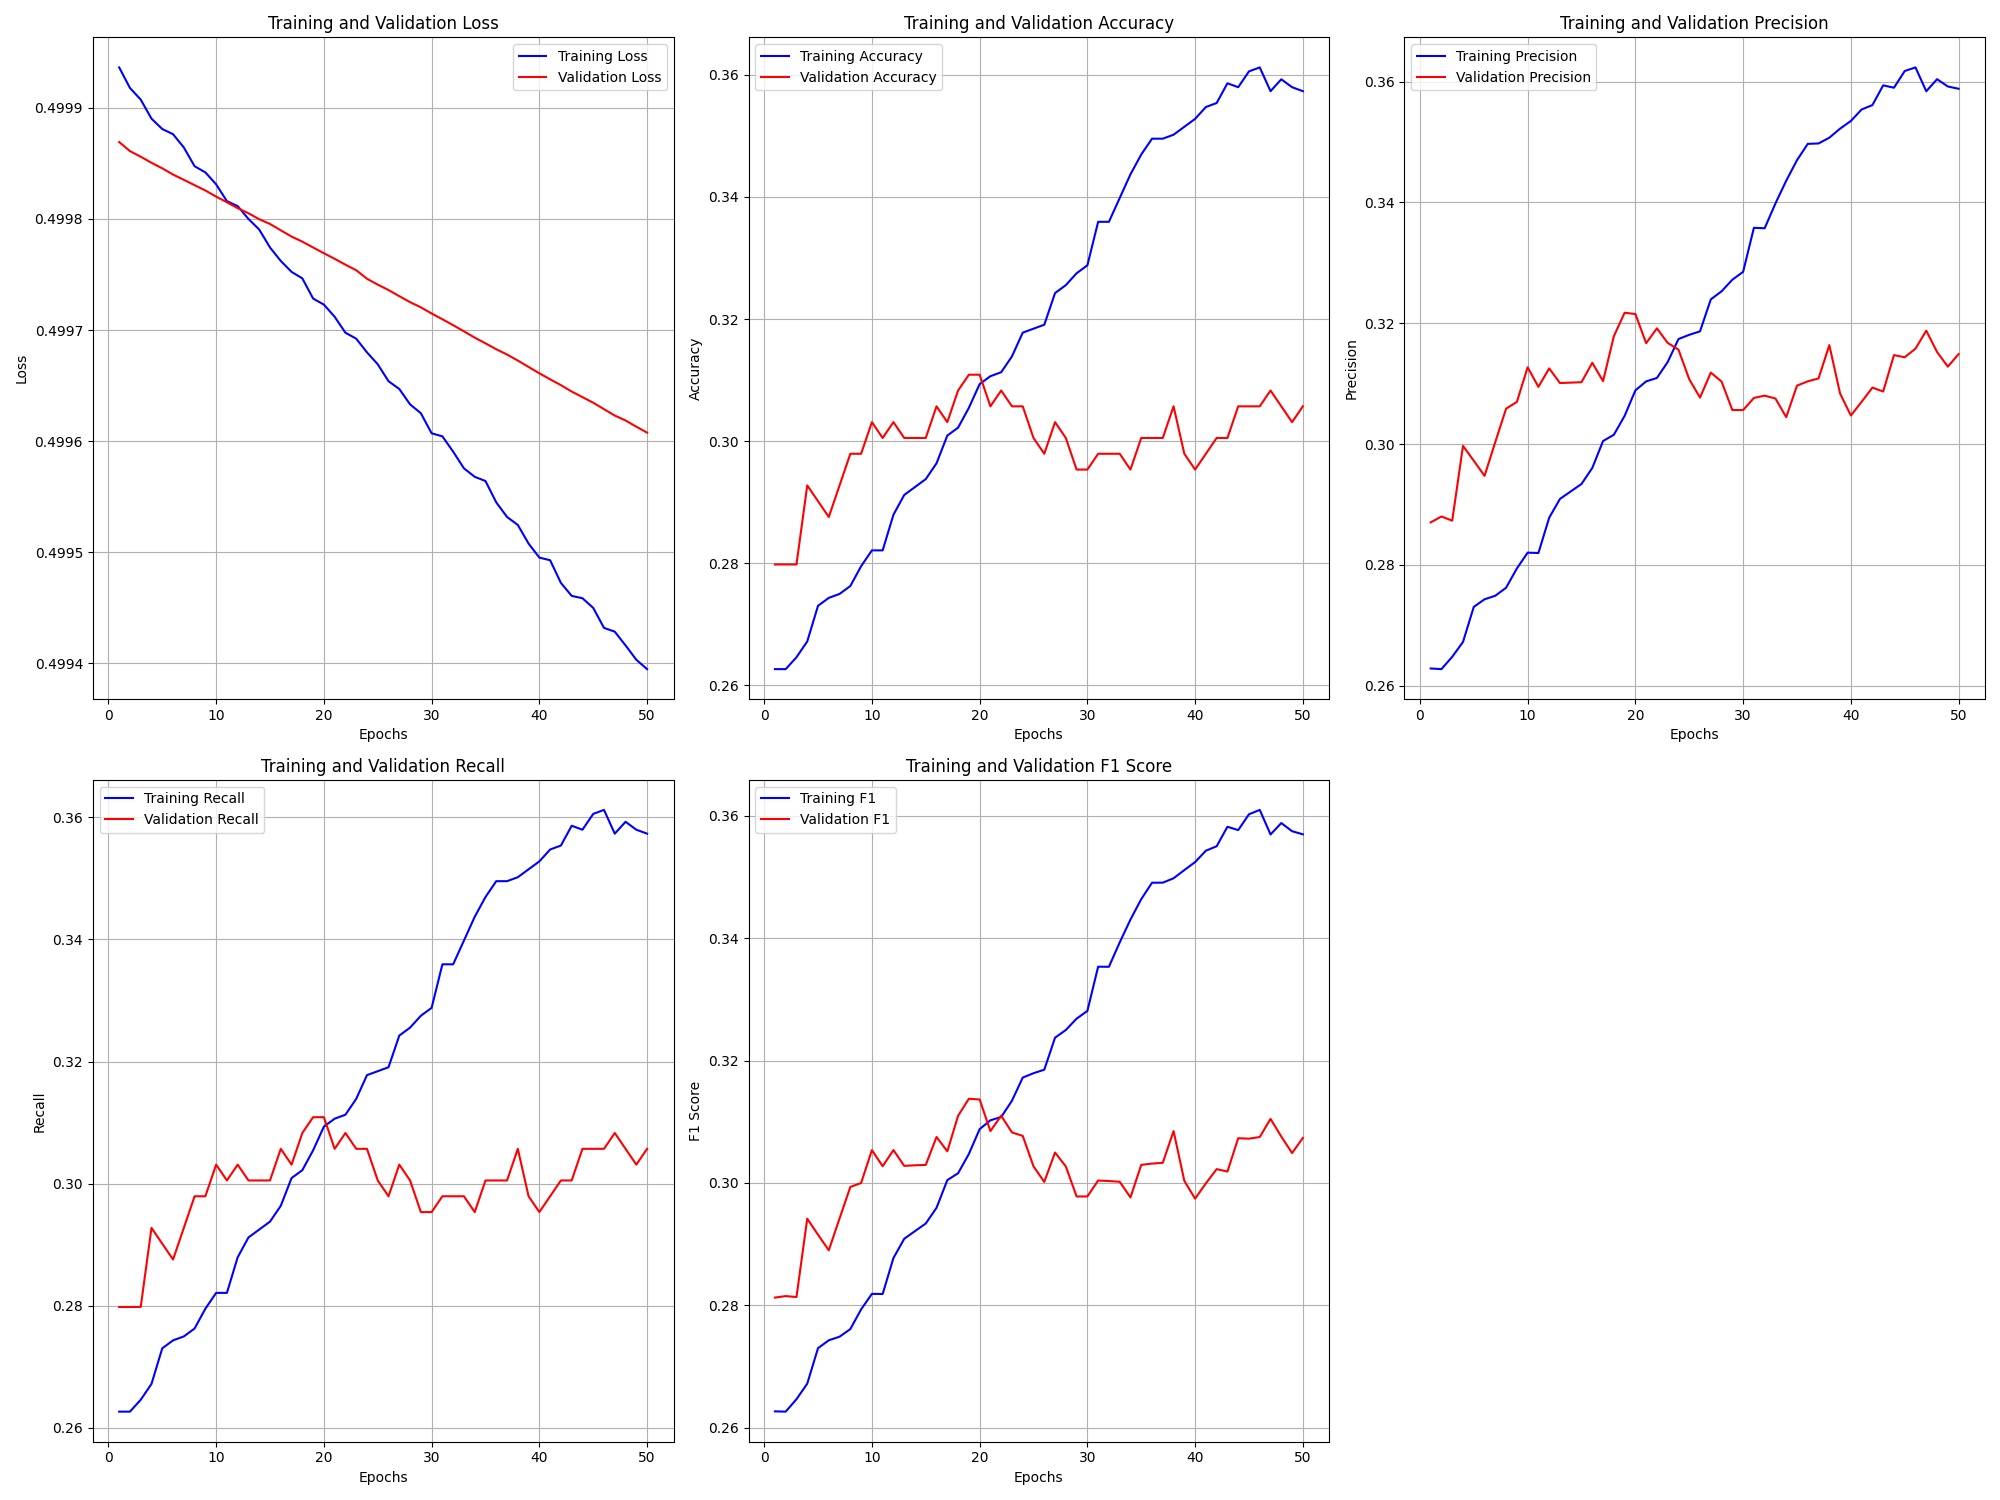 Training and Validation Loss
Training Loss
Validation Loss
0.4999
0.4998
0.4997
0.4996
0.4995
0.4994
Loss
0 10 20 30 40 50
Epochs
Training and Validation Accuracy
Training Accuracy
Validation Accuracy
0.36
0.34
0.32
0.30
0.28
0.26
Accuracy
0 10 20 30 40 50
Epochs
Training and Validation Precision
Training Precision
Validation Precision
0.36
0.34
0.32
0.30
0.28
0.26
Precision
0 10 20 30 40 50
Epochs
Training and Validation Recall
Training Recall
Validation Recall
0.36
0.34
0.32
0.30
0.28
0.26
Recall
0 10 20 30 40 50
Epochs
Training and Validation F1 Score
Training F1
Validation F1
0.36
0.34
0.32
0.30
0.28
0.26
F1 Score
0 10 20 30 40 50
Epochs